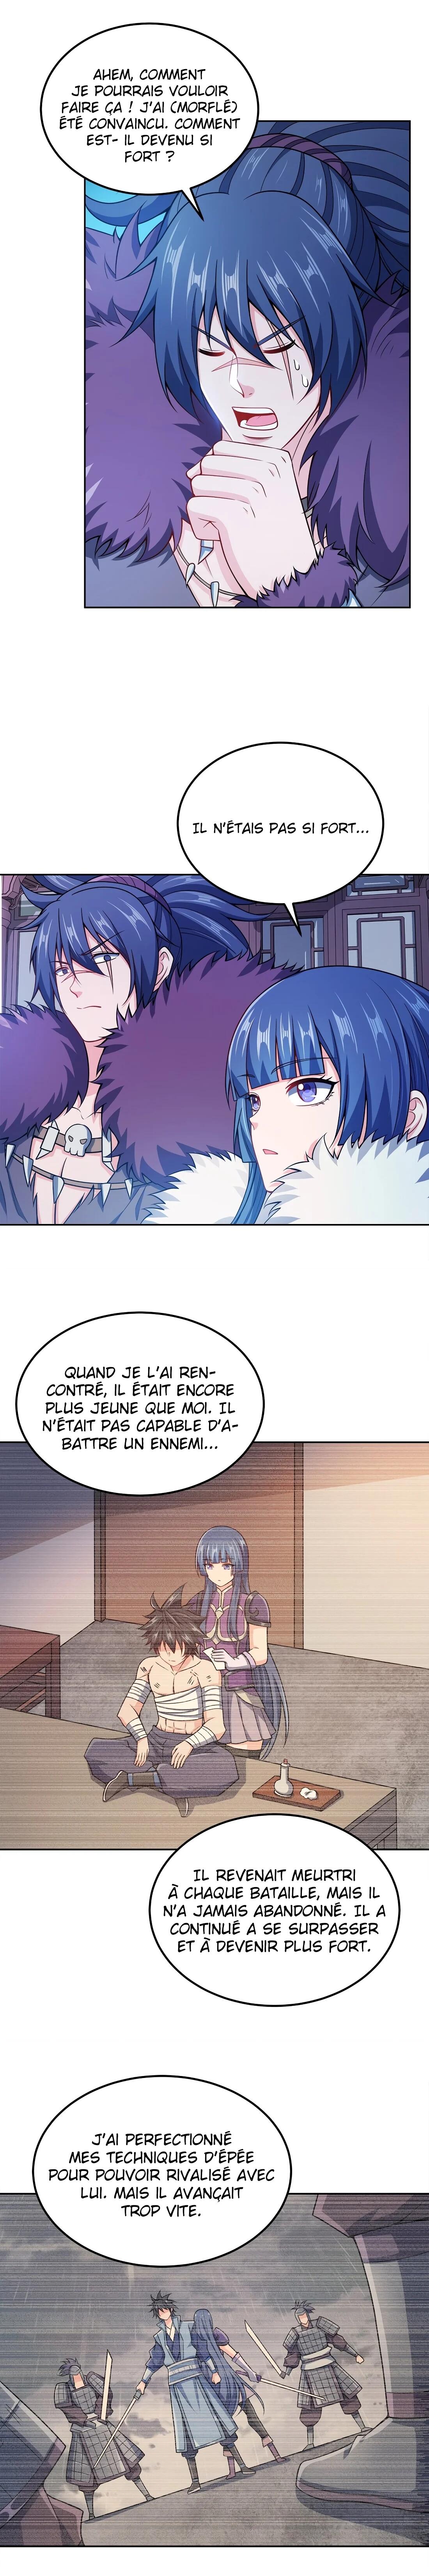 AHEM, COMMENT
JE POURRAIS VOULOIR
FAIRE ÇA ! J'AI (MORFLÉ)
ÉTÉ CONVAINCU. COMMENT
EST- IL DEVENU SI
FORT ?
IL N'ÉTAIS PAS SI FORT...
QUAND JE L'AI REN-
CONTRÉ, IL ÉTAIT ENCORE
PLUS JEUNE QUE MOI. IL
N'ÉTAIT PAS CAPABLE D'A-
BATTRE UN ENNEMI...
IL REVENAIT MEURTRI
À CHAQUE BATAILLE, MAIS IL
N'A JAMAIS ABANDONNÉ. IL A
CONTINUÉ A SE SURPASSER
ET À DEVENIR PLUS FORT.
J'AI PERFECTIONNÉ
MES TECHNIQUES D'ÉPÉE
POUR POUVOIR RIVALISÉ AVEC
LUI. MAIS IL AVANÇAIT
TROP VITE.